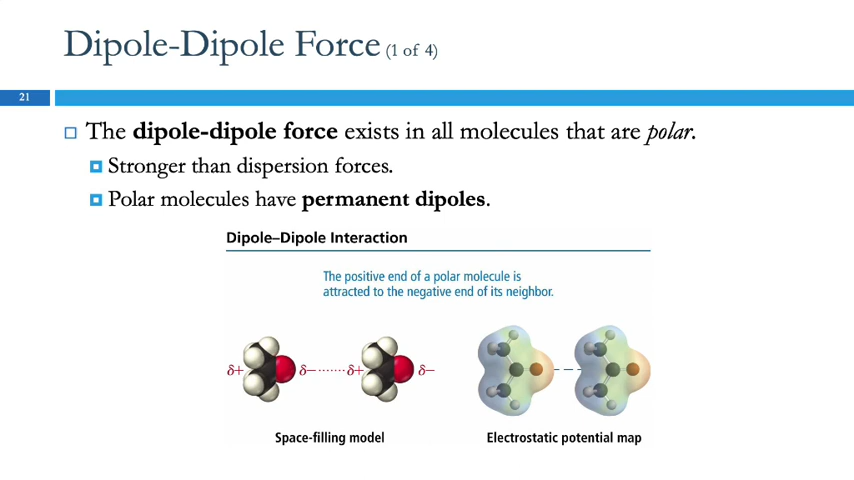 Dipole-Dipole Force (1 of 4)
21
The dipole-dipole force exists in all molecules that are polar.
Stronger than dispersion forces.
Polar molecules have permanent dipoles.
Dipole–Dipole Interaction
The positive end of a polar molecule is
attracted to the negative end of its neighbor.
δ+ δ– ······· δ+ δ–
Space-filling model
Electrostatic potential map